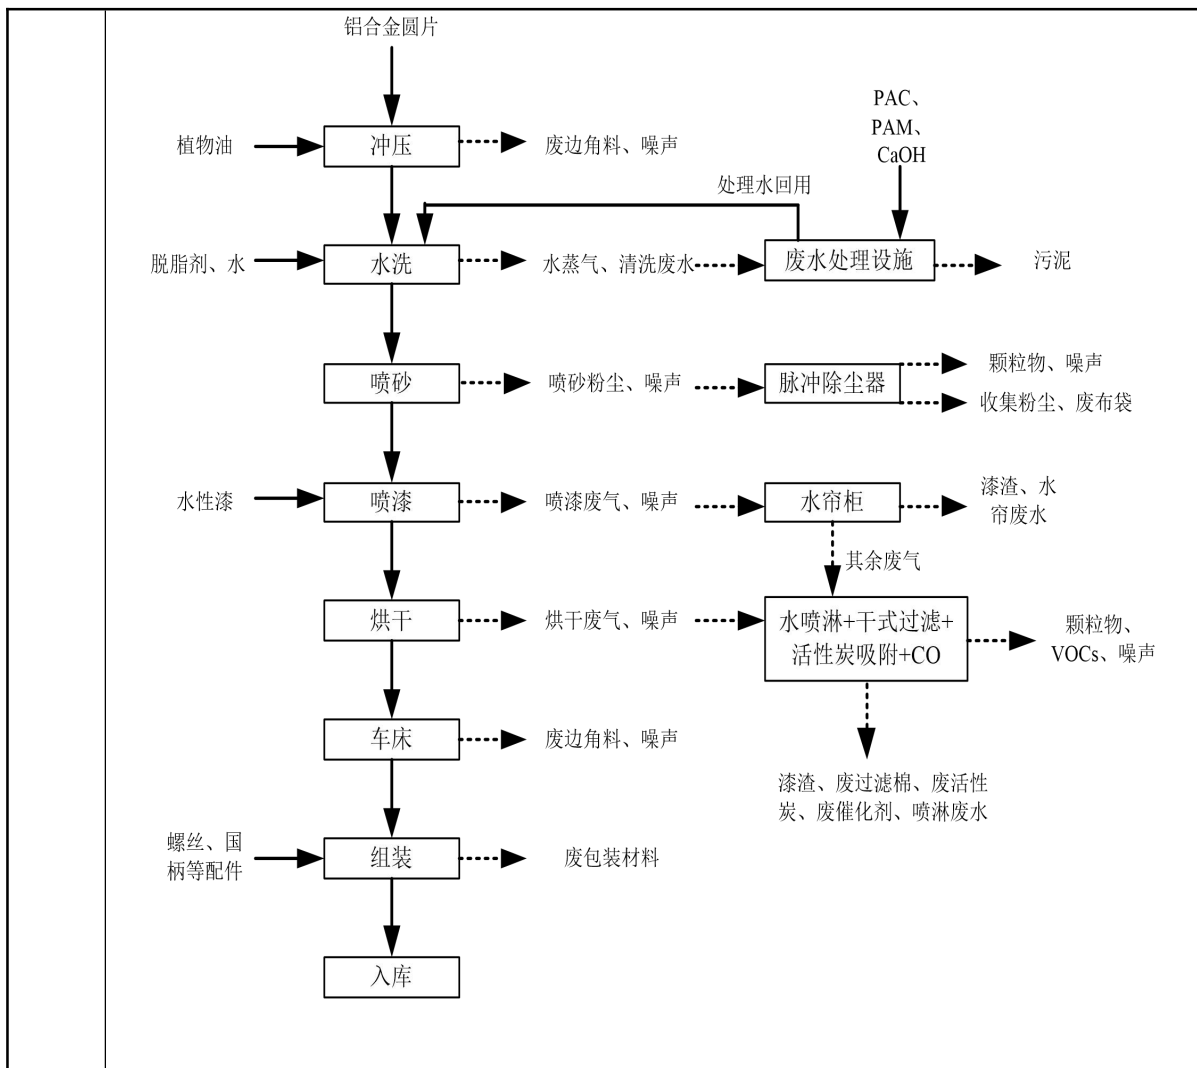 铝合金圆片
PAC、
PAM、
CaOH
植物油
冲压
废边角料、噪声
处理水回用
脱脂剂、水
水洗
水蒸气、清洗废水
废水处理设施
污泥
喷砂
喷砂粉尘、噪声
脉冲除尘器
颗粒物、噪声
收集粉尘、废布袋
水性漆
喷漆
喷漆废气、噪声
水帘柜
漆渣、水
帘废水
其余废气
烘干
烘干废气、噪声
水喷淋+干式过滤+
活性炭吸附+CO
颗粒物、
VOCs、噪声
车床
废边角料、噪声
漆渣、废过滤棉、废活性
炭、废催化剂、喷淋废水
螺丝、国
柄等配件
组装
废包装材料
入库